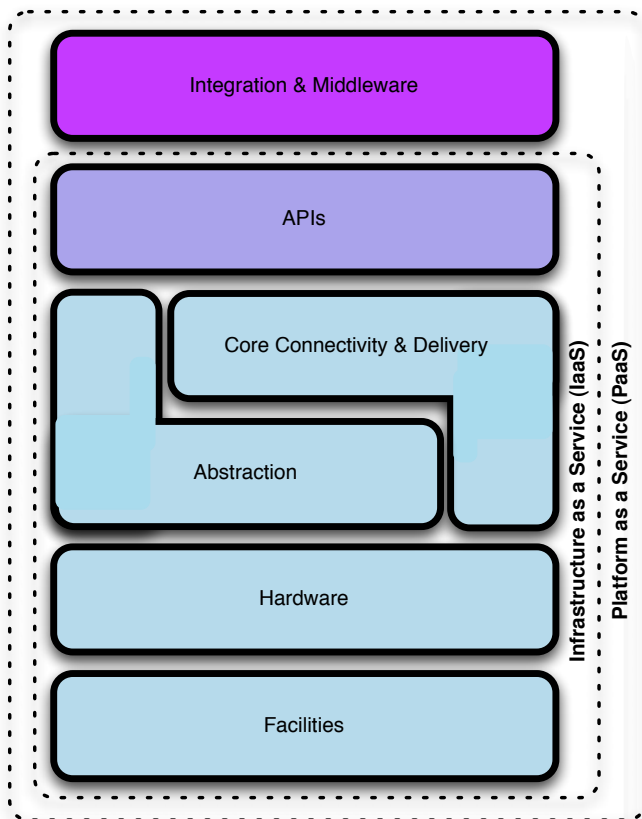 Integration & Middleware
APIs
Core Connectivity & Delivery
Abstraction
Hardware
Facilities
Infrastructure as a Service (IaaS)
Platform as a Service (PaaS)